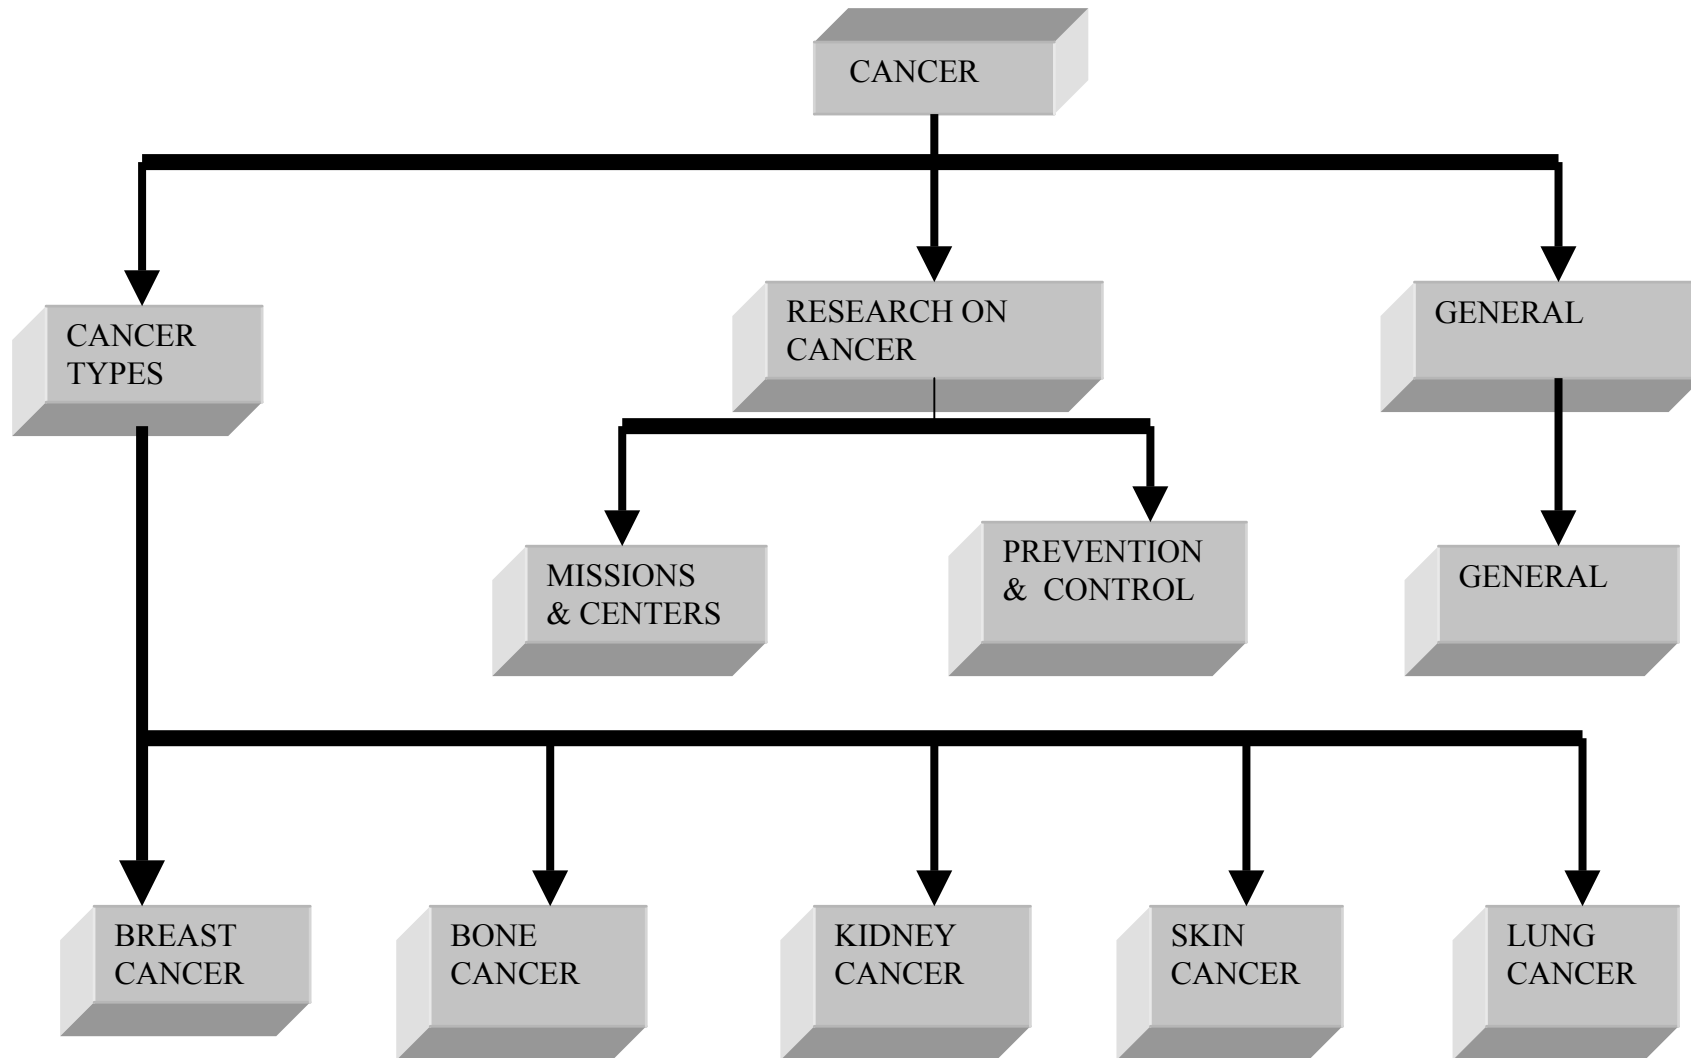 CANCER
CANCER
TYPES
RESEARCH ON
CANCER
GENERAL
MISSIONS
& CENTERS
PREVENTION
& CONTROL
GENERAL
BREAST
CANCER
BONE
CANCER
KIDNEY
CANCER
SKIN
CANCER
LUNG
CANCER